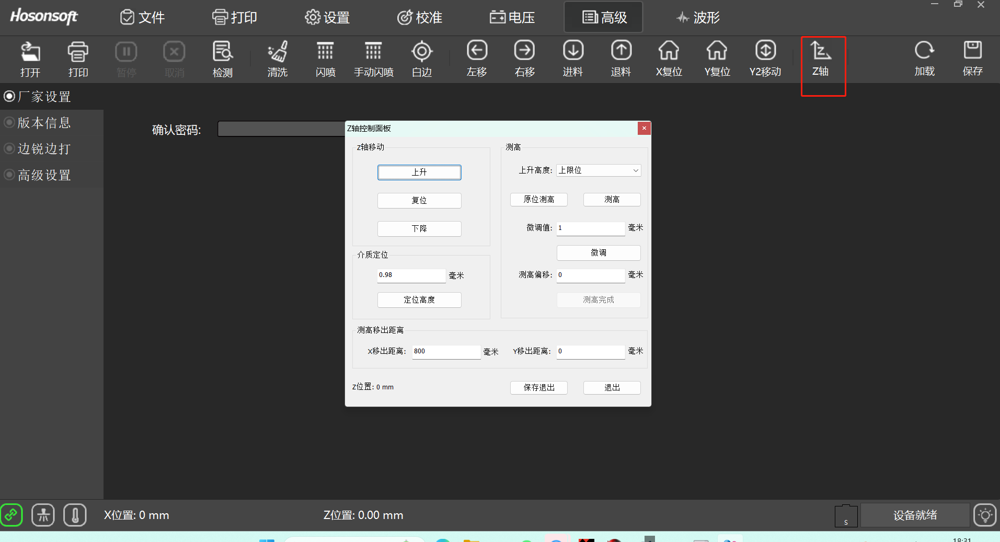 Hosonsoft
文件
打印
设置
校准
电压
高级
波形
打开
打印
暂停
取消
检测
清洗
闪喷
手动闪喷
白边
左移
右移
进料
退料
X复位
Y复位
Y2移动
Z轴
加载
保存
厂家设置
版本信息
边锐边打
高级设置
确认密码:
Z轴控制面板
Z轴移动
上升
复位
下降
介质定位
0.98 毫米
定位高度
测高
上升高度: 上限位
原位测高
测高
微调值: 1 毫米
微调
测高偏移: 0 毫米
测高完成
测高移出距离
X移出距离: 800 毫米
Y移出距离: 0 毫米
Z位置: 0 mm
保存退出
退出
X位置: 0 mm
Z位置: 0.00 mm
S
设备就绪
18:31